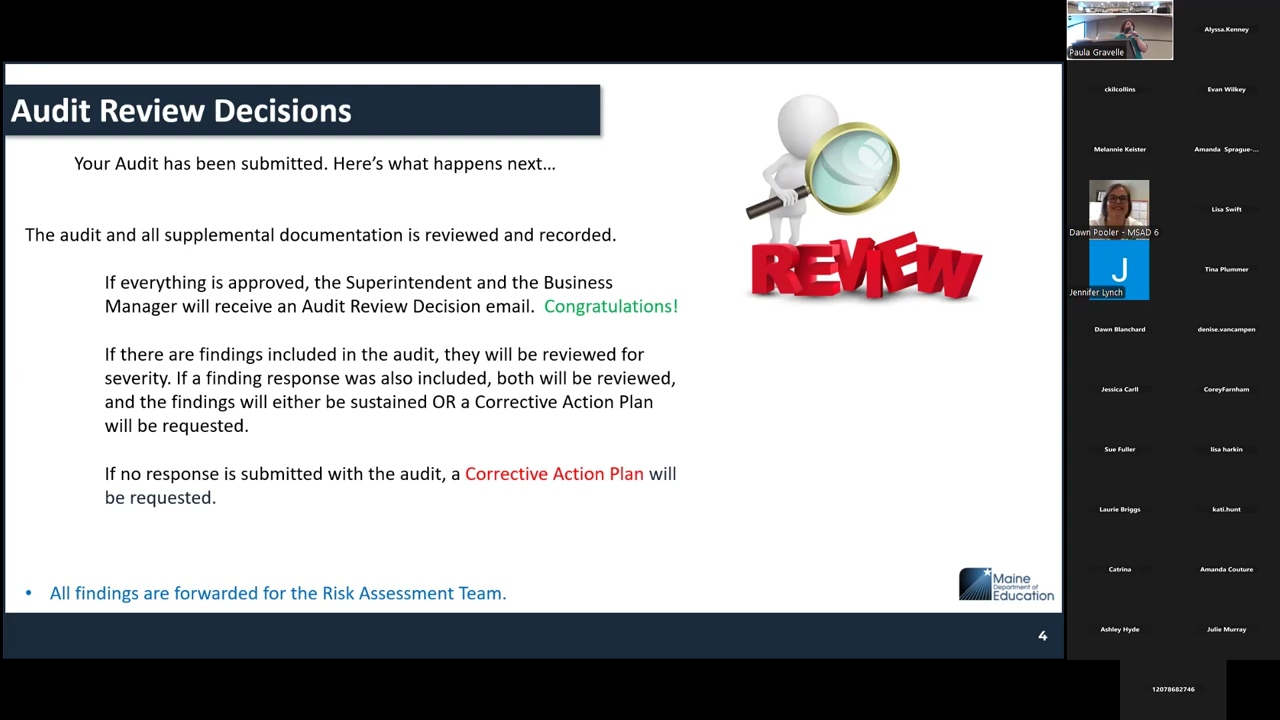 Audit Review Decisions
Your Audit has been submitted. Here's what happens next...
The audit and all supplemental documentation is reviewed and recorded.
If everything is approved, the Superintendent and the Business
Manager will receive an Audit Review Decision email. Congratulations!
If there are findings included in the audit, they will be reviewed for
severity. If a finding response was also included, both will be reviewed,
and the findings will either be sustained OR a Corrective Action Plan
will be requested.
If no response is submitted with the audit, a Corrective Action Plan will
be requested.
• All findings are forwarded for the Risk Assessment Team.
REVIEW
Maine
Department of
Education
4
Paula Gravelle
Alyssa.Kenney
ckilcollins
Evan Wilkey
Melannie Keister
Amanda Sprague-...
Dawn Pooler - MSAD 6
Lisa Swift
J
Jennifer Lynch
Tina Plummer
Dawn Blanchard
denise.vancampen
Jessica Carll
CoreyFarnham
Sue Fuller
lisa harkin
Laurie Briggs
kati.hunt
Catrina
Amanda Couture
Ashley Hyde
Julie Murray
12078682746